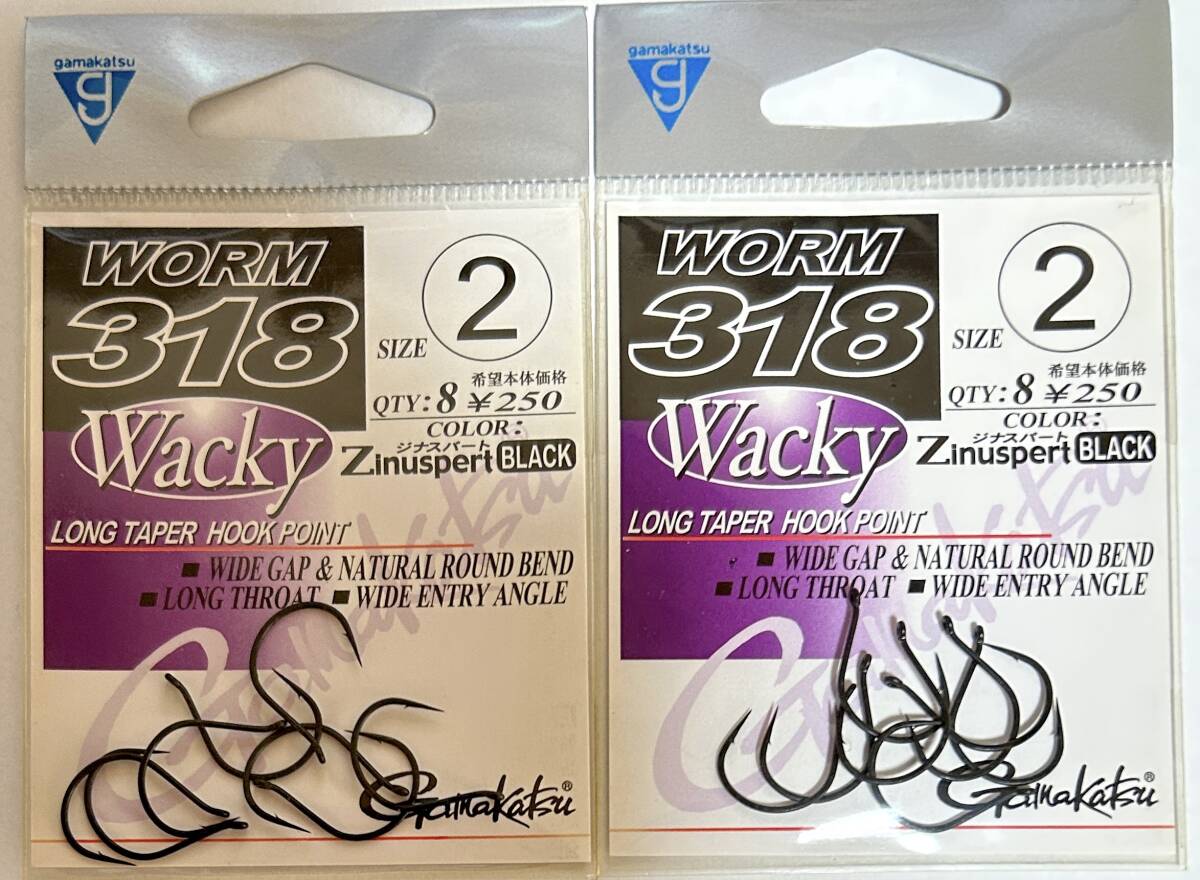 gamakatsu
WORM
318
SIZE 2
希望本体価格
QTY: 8 ¥250
COLOR:
ジナスパート
Zinuspert BLACK
Wacky
LONG TAPER HOOK POINT
■ WIDE GAP & NATURAL ROUND BEND
■ LONG THROAT ■ WIDE ENTRY ANGLE
Gamakatsu
Gamakatsu®
gamakatsu
WORM
318
SIZE 2
希望本体価格
QTY: 8 ¥250
COLOR:
ジナスパート
Zinuspert BLACK
Wacky
LONG TAPER HOOK POINT
■ WIDE GAP & NATURAL ROUND BEND
■ LONG THROAT ■ WIDE ENTRY ANGLE
Gamakatsu
Gamakatsu®